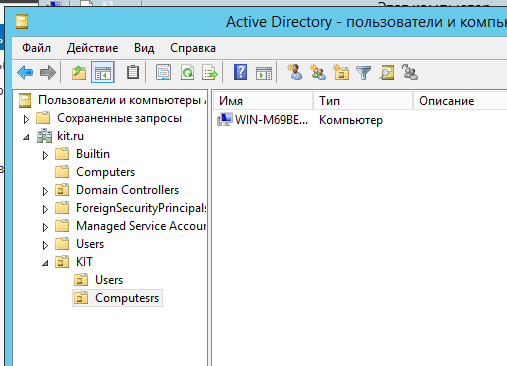 Active Directory - пользователи и компью
Файл Действие Вид Справка
Пользователи и компьютеры
Сохраненные запросы
kit.ru
Builtin
Computers
Domain Controllers
ForeignSecurityPrincipals
Managed Service Accour
Users
KIT
Users
Computesrs
Имя Тип Описание
WIN-M69BE... Компьютер